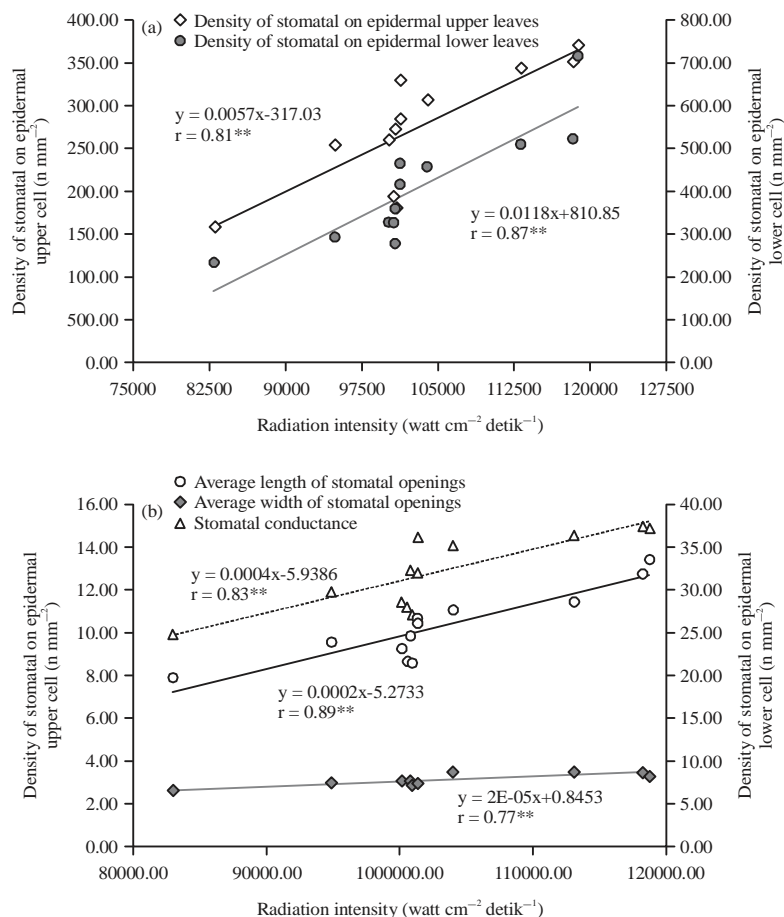 (a)
Density of stomatal on epidermal upper leaves
Density of stomatal on epidermal lower leaves
400.00
350.00
300.00
250.00
200.00
150.00
100.00
500.00
00.00
Density of stomatal on epidermal
upper cell (n mm⁻²)
y = 0.0057x-317.03
r = 0.81**
y = 0.0118x+810.85
r = 0.87**
800.00
700.00
600.00
500.00
400.00
300.00
200.00
100.00
00.00
Density of stomatal on epidermal
lower cell (n mm⁻²)
75000 82500 90000 97500 105000 112500 120000 127500
Radiation intensity (watt cm⁻² detik⁻¹)
(b)
Average length of stomatal openings
Average width of stomatal openings
Stomatal conductance
16.00
14.00
12.00
10.00
8.00
6.00
4.00
2.00
00.00
Density of stomatal on epidermal
upper cell (n mm⁻²)
y = 0.0004x-5.9386
r = 0.83**
y = 0.0002x-5.2733
r = 0.89**
y = 2E-05x+0.8453
r = 0.77**
40.00
35.00
30.00
25.00
20.00
15.00
10.00
5.00
0.00
Density of stomatal on epidermal
lower cell (n mm⁻²)
80000.00 90000.00 1000000.00 110000.00 120000.00
Radiation intensity (watt cm⁻² detik⁻¹)